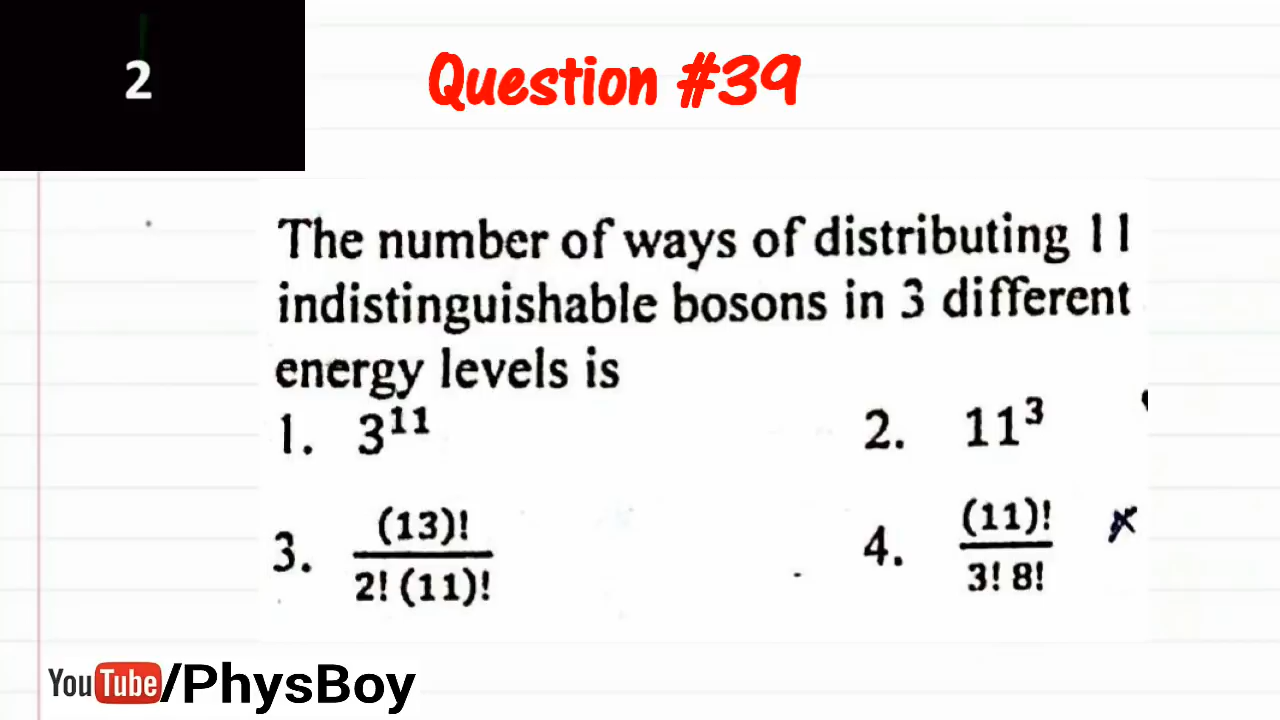 2
Question #39
The number of ways of distributing 11
indistinguishable bosons in 3 different
energy levels is
1. 3¹¹
2. 11³
3. (13)! / 2! (11)!
4. (11)! / 3! 8!
YouTube/PhysBoy